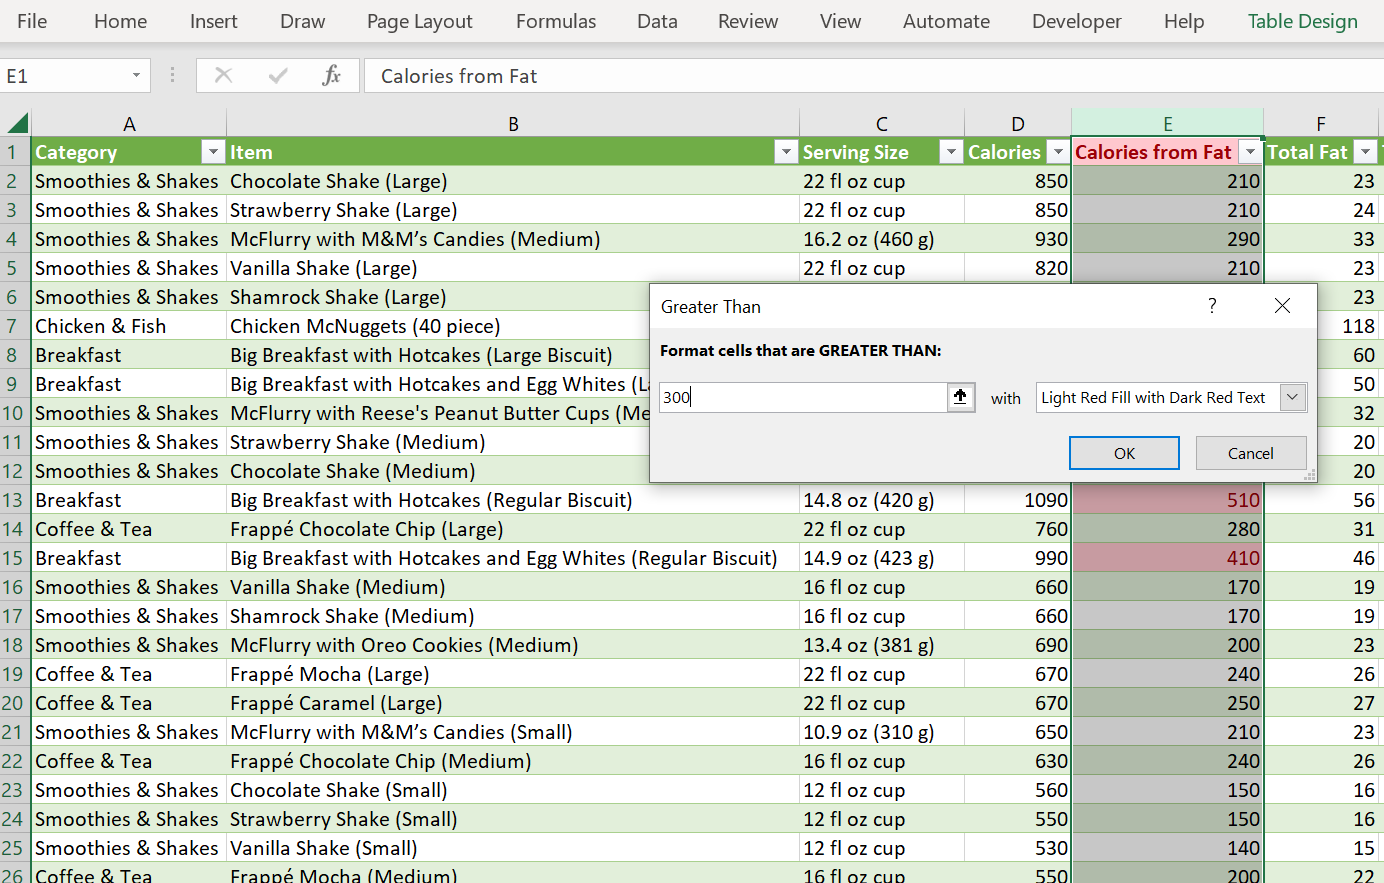 File Home Insert Draw Page Layout Formulas Data Review View Automate Developer Help Table Design
E1 fx Calories from Fat
A B C D E F
1 Category Item Serving Size Calories Calories from Fat Total Fat
2 Smoothies & Shakes Chocolate Shake (Large) 22 fl oz cup 850 210 23
3 Smoothies & Shakes Strawberry Shake (Large) 22 fl oz cup 850 210 24
4 Smoothies & Shakes McFlurry with M&M’s Candies (Medium) 16.2 oz (460 g) 930 290 33
5 Smoothies & Shakes Vanilla Shake (Large) 22 fl oz cup 820 210 23
6 Smoothies & Shakes Shamrock Shake (Large) 23
7 Chicken & Fish Chicken McNuggets (40 piece) 118
8 Breakfast Big Breakfast with Hotcakes (Large Biscuit) 60
9 Breakfast Big Breakfast with Hotcakes and Egg Whites 50
10 Smoothies & Shakes McFlurry with Reese's Peanut Butter Cups (Me 32
11 Smoothies & Shakes Strawberry Shake (Medium) 20
12 Smoothies & Shakes Chocolate Shake (Medium) 20
Greater Than ?
Format cells that are GREATER THAN:
300 with Light Red Fill with Dark Red Text
OK Cancel
13 Breakfast Big Breakfast with Hotcakes (Regular Biscuit) 14.8 oz (420 g) 1090 510 56
14 Coffee & Tea Frappé Chocolate Chip (Large) 22 fl oz cup 760 280 31
15 Breakfast Big Breakfast with Hotcakes and Egg Whites (Regular Biscuit) 14.9 oz (423 g) 990 410 46
16 Smoothies & Shakes Vanilla Shake (Medium) 16 fl oz cup 660 170 19
17 Smoothies & Shakes Shamrock Shake (Medium) 16 fl oz cup 660 170 19
18 Smoothies & Shakes McFlurry with Oreo Cookies (Medium) 13.4 oz (381 g) 690 200 23
19 Coffee & Tea Frappé Mocha (Large) 22 fl oz cup 670 240 26
20 Coffee & Tea Frappé Caramel (Large) 22 fl oz cup 670 250 27
21 Smoothies & Shakes McFlurry with M&M’s Candies (Small) 10.9 oz (310 g) 650 210 23
22 Coffee & Tea Frappé Chocolate Chip (Medium) 16 fl oz cup 630 240 26
23 Smoothies & Shakes Chocolate Shake (Small) 12 fl oz cup 560 150 16
24 Smoothies & Shakes Strawberry Shake (Small) 12 fl oz cup 550 150 16
25 Smoothies & Shakes Vanilla Shake (Small) 12 fl oz cup 530 140 15
26 Coffee & Tea Frappé Mocha (Medium) 16 fl oz cup 550 200 22